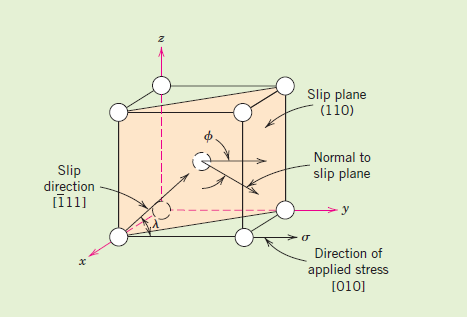 z
Slip plane
(110)
ϕ
Normal to
slip plane
Slip
direction
[1̅11]
λ
y
σ
x
Direction of
applied stress
[010]